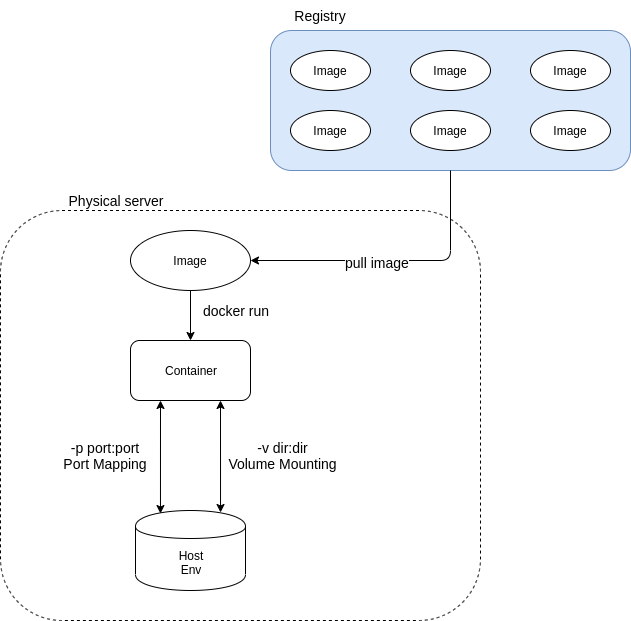 Registry
Image
Image
Image
Image
Image
Image
Physical server
Image
pull image
docker run
Container
-p port:port
Port Mapping
-v dir:dir
Volume Mounting
Host
Env